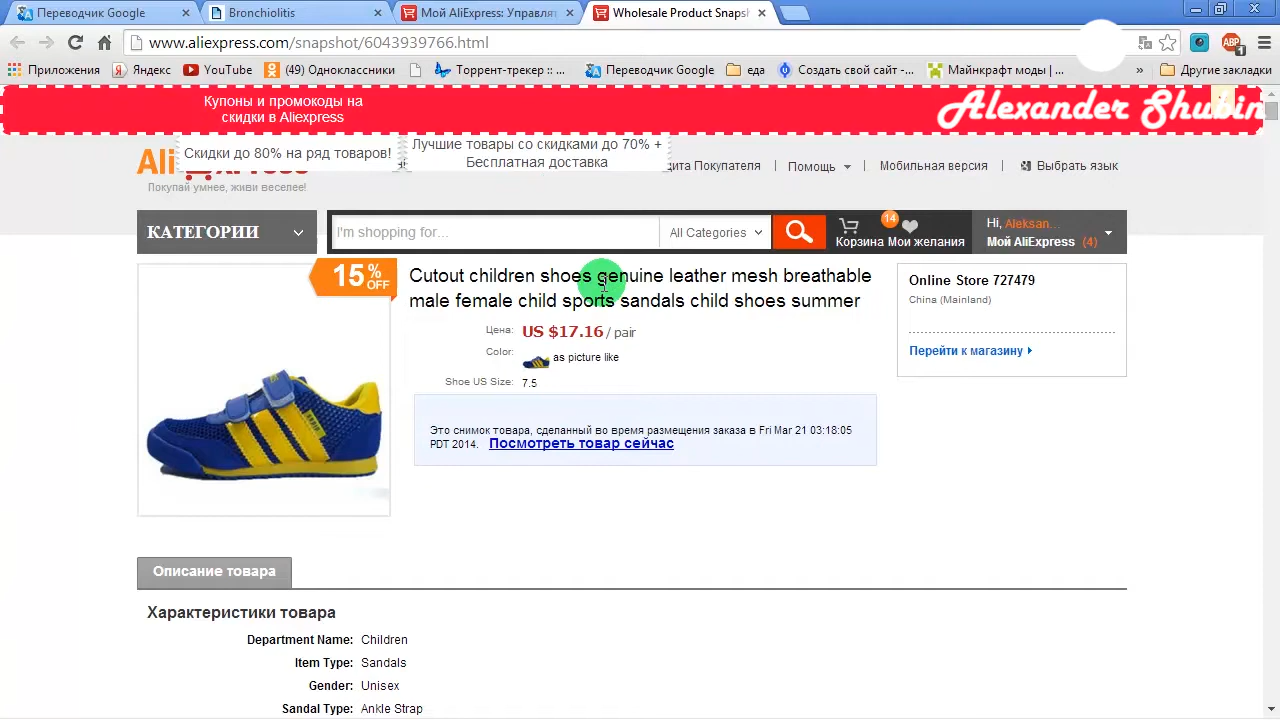 Переводчик Google
Bronchiolitis
Мой AliExpress: Управлят
Wholesale Product Snaps
www.aliexpress.com/snapshot/6043939766.html
ABP
1
Приложения
Яндекс
YouTube
(49) Одноклассники
Торрент-трекер :: ...
Переводчик Google
еда
Создать свой сайт -...
Майнкрафт моды | ...
»
Другие закладки
Купоны и промокоды на
скидки в Aliexpress
Alexander Shubin
Скидки до 80% на ряд товаров!
Лучшие товары со скидками до 70% +
Бесплатная доставка
Покупай умнее, живи веселее!
Покупателя
Помощь
Мобильная версия
Выбрать язык
КАТЕГОРИИ
I'm shopping for...
All Categories
Корзина
14
Мои желания
Hi, Aleksan...
Мой AliExpress (4)
15% OFF
Cutout children shoes genuine leather mesh breathable
male female child sports sandals child shoes summer
Цена: US $17.16 / pair
Color: as picture like
Shoe US Size: 7.5
Это снимок товара, сделанный во время размещения заказа в Fri Mar 21 03:18:05
PDT 2014. Посмотреть товар сейчас
Online Store 727479
China (Mainland)
Перейти к магазину
Описание товара
Характеристики товара
Department Name: Children
Item Type: Sandals
Gender: Unisex
Sandal Type: Ankle Strap